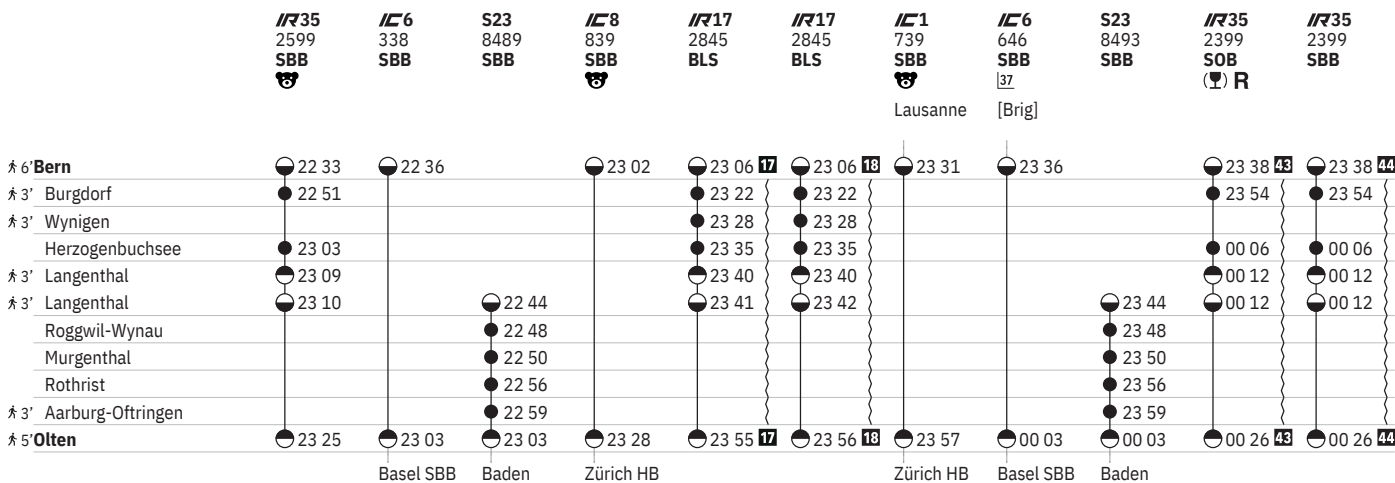 IR35 IC6 S23 IC8 IR17 IR17 IC1 IC6 S23 IR35 IR35
2599 338 8489 839 2845 2845 739 646 8493 2399 2399
SBB SBB SBB SBB BLS BLS SBB SBB SBB SOB SBB
37 R
Lausanne [Brig]
6' Bern 22 33 22 36 23 02 23 06 17 23 06 18 23 31 23 36 23 38 43 23 38 44
3' Burgdorf 22 51 23 22 23 22 23 54 23 54
3' Wynigen 23 28 23 28
Herzogenbuchsee 23 03 23 35 23 35 00 06 00 06
3' Langenthal 23 09 23 40 23 40 00 12 00 12
3' Langenthal 23 10 22 44 23 41 23 42 23 44 00 12 00 12
Roggwil-Wynau 22 48 23 48
Murgenthal 22 50 23 50
Rothrist 22 56 23 56
3' Aarburg-Oftringen 22 59 23 59
5' Olten 23 25 23 03 23 03 23 28 23 55 17 23 56 18 23 57 00 03 00 03 00 26 43 00 26 44
Basel SBB Baden Zürich HB Zürich HB Basel SBB Baden